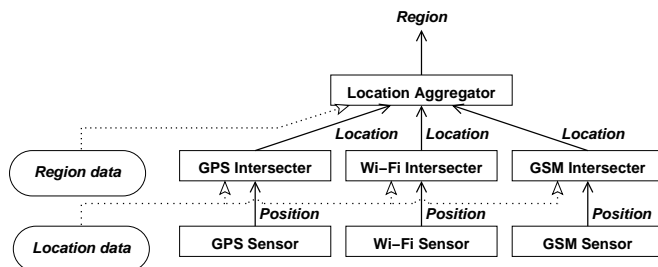 Region
Location Aggregator
Location Location Location
Region data GPS Intersecter Wi–Fi Intersecter GSM Intersecter
Position Position Position
Location data GPS Sensor Wi–Fi Sensor GSM Sensor